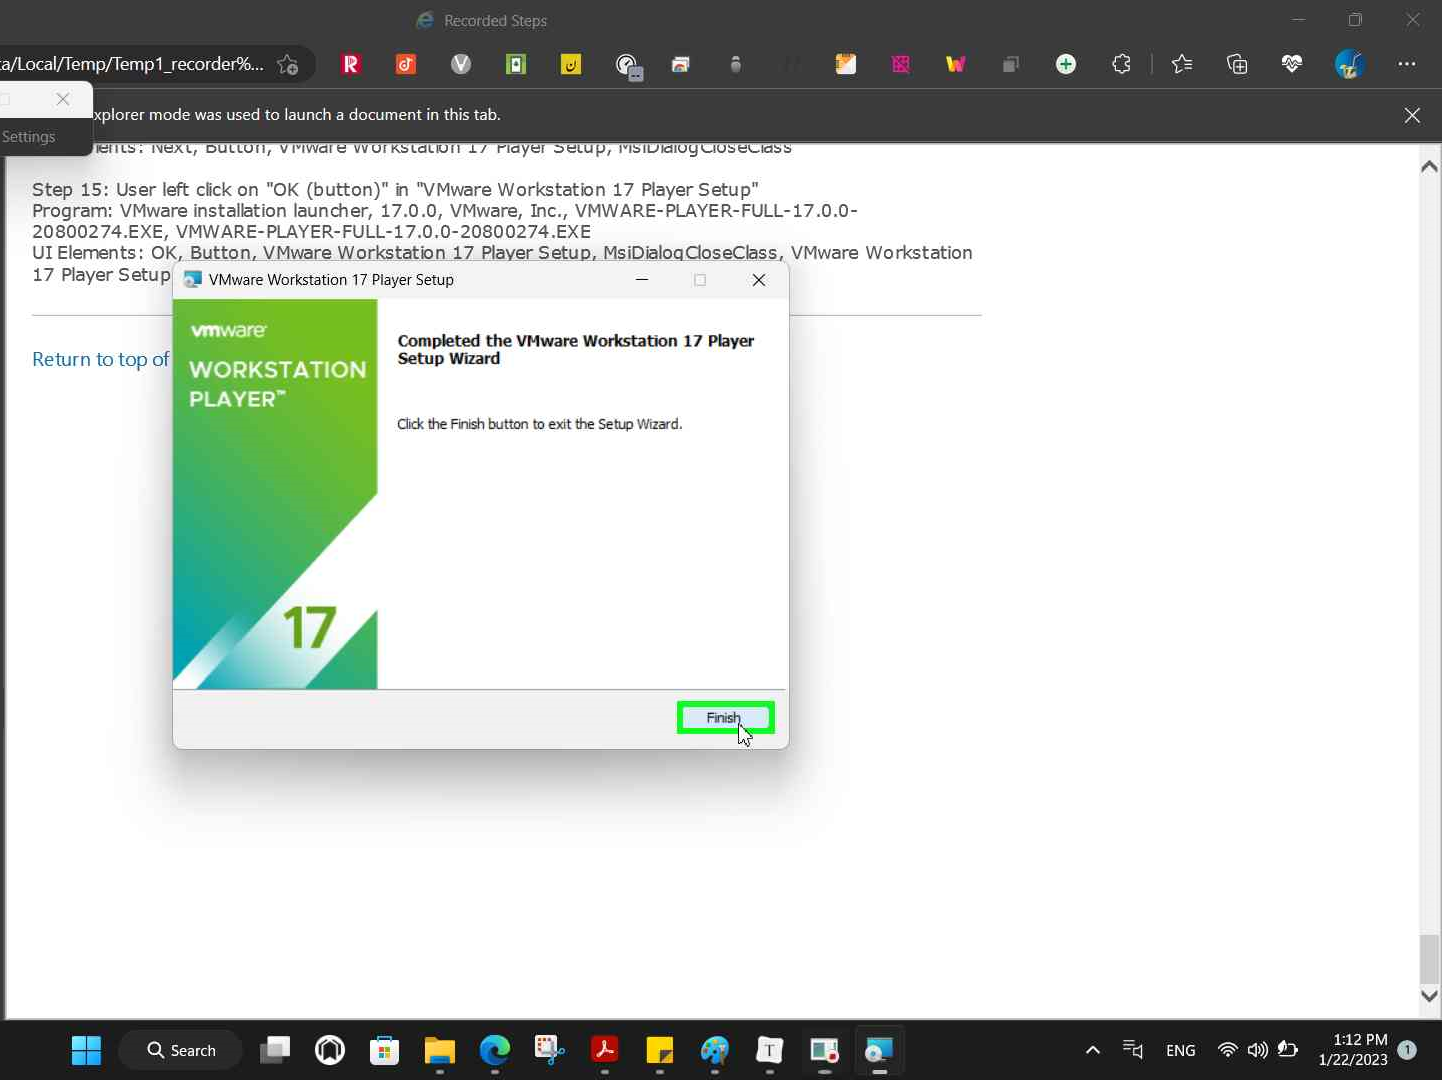 Recorded Steps
ta/Local/Temp/Temp1_recorder%...
xplorer mode was used to launch a document in this tab.
Settings
Next, Button, VMware Workstation 17 Player Setup, MsiDialogCloseClass
Step 15: User left click on "OK (button)" in "VMware Workstation 17 Player Setup"
Program: VMware installation launcher, 17.0.0, VMware, Inc., VMWARE-PLAYER-FULL-17.0.0-
20800274.EXE, VMWARE-PLAYER-FULL-17.0.0-20800274.EXE
UI Elements: OK, Button, VMware Workstation 17 Player Setup, MsiDialogCloseClass, VMware Workstation
17 Player Setup
Return to top of
VMware Workstation 17 Player Setup
vmware
WORKSTATION
PLAYER™
17
Completed the VMware Workstation 17 Player
Setup Wizard
Click the Finish button to exit the Setup Wizard.
Finish
Search
ENG
1:12 PM
1/22/2023
1